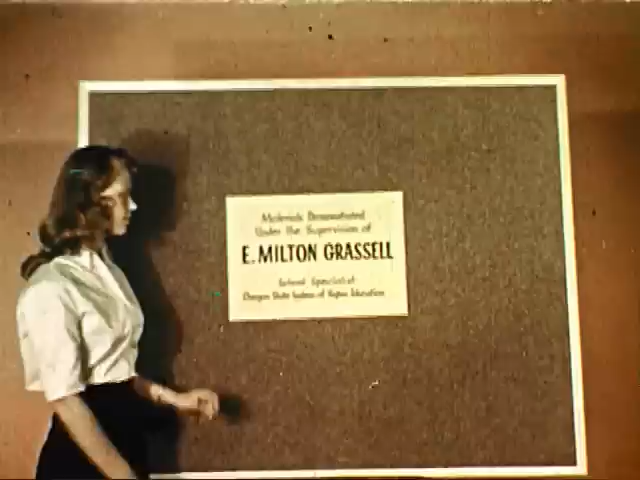 Materials Demonstrated
Under the Supervision of
E. MILTON GRASSELL
School Specialist
Oregon State System of Higher Education